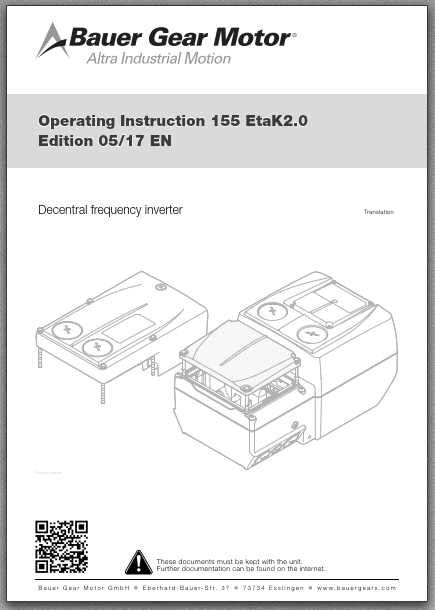 Bauer Gear Motor®
Altra Industrial Motion
Operating Instruction 155 EtaK2.0
Edition 05/17 EN
Decentral frequency inverter
Translation
These documents must be kept with the unit.
Further documentation can be found on the internet.
Bauer Gear Motor GmbH ■ Eberhard-Bauer-Str. 37 ■ 73734 Esslingen ■ www.bauergears.com